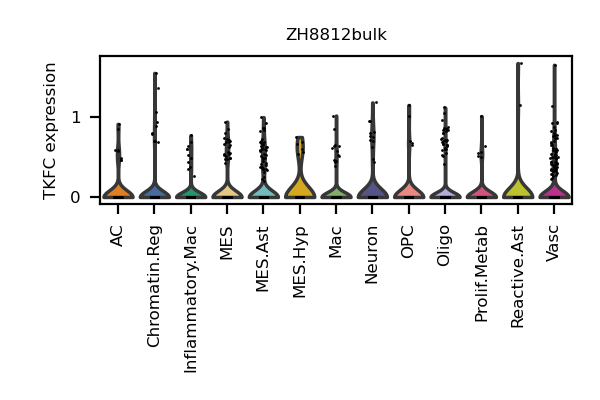 ZH8812bulk
TKFC expression
1
0
AC
Chromatin.Reg
Inflammatory.Mac
MES
MES.Ast
MES.Hyp
Mac
Neuron
OPC
Oligo
Prolif.Metab
Reactive.Ast
Vasc